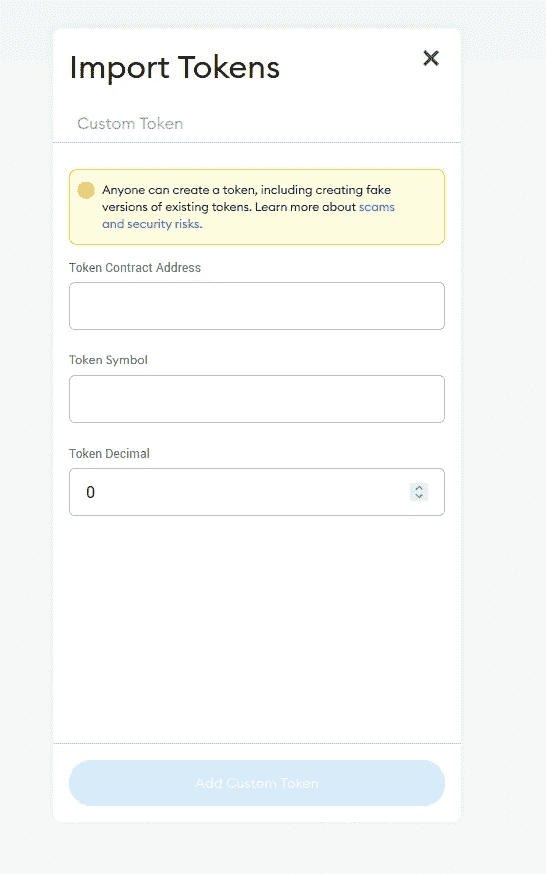 Import Tokens
Custom Token
Anyone can create a token, including creating fake
versions of existing tokens. Learn more about scams
and security risks.
Token Contract Address
Token Symbol
Token Decimal
0
Add Custom Token